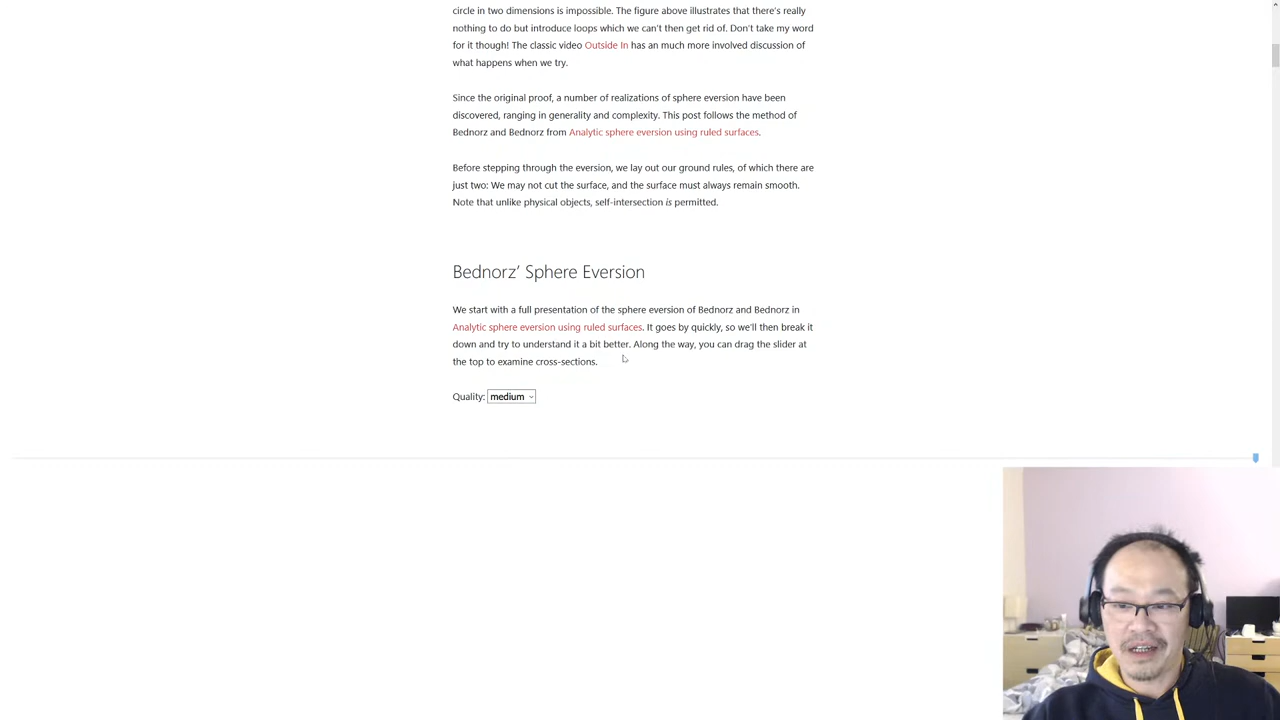 circle in two dimensions is impossible. The figure above illustrates that there's really
nothing to do but introduce loops which we can't then get rid of. Don't take my word
for it though! The classic video Outside In has an much more involved discussion of
what happens when we try.
Since the original proof, a number of realizations of sphere eversion have been
discovered, ranging in generality and complexity. This post follows the method of
Bednorz and Bednorz from Analytic sphere eversion using ruled surfaces.
Before stepping through the eversion, we lay out our ground rules, of which there are
just two: We may not cut the surface, and the surface must always remain smooth.
Note that unlike physical objects, self-intersection is permitted.
Bednorz' Sphere Eversion
We start with a full presentation of the sphere eversion of Bednorz and Bednorz in
Analytic sphere eversion using ruled surfaces. It goes by quickly, so we'll then break it
down and try to understand it a bit better. Along the way, you can drag the slider at
the top to examine cross-sections.
Quality: medium